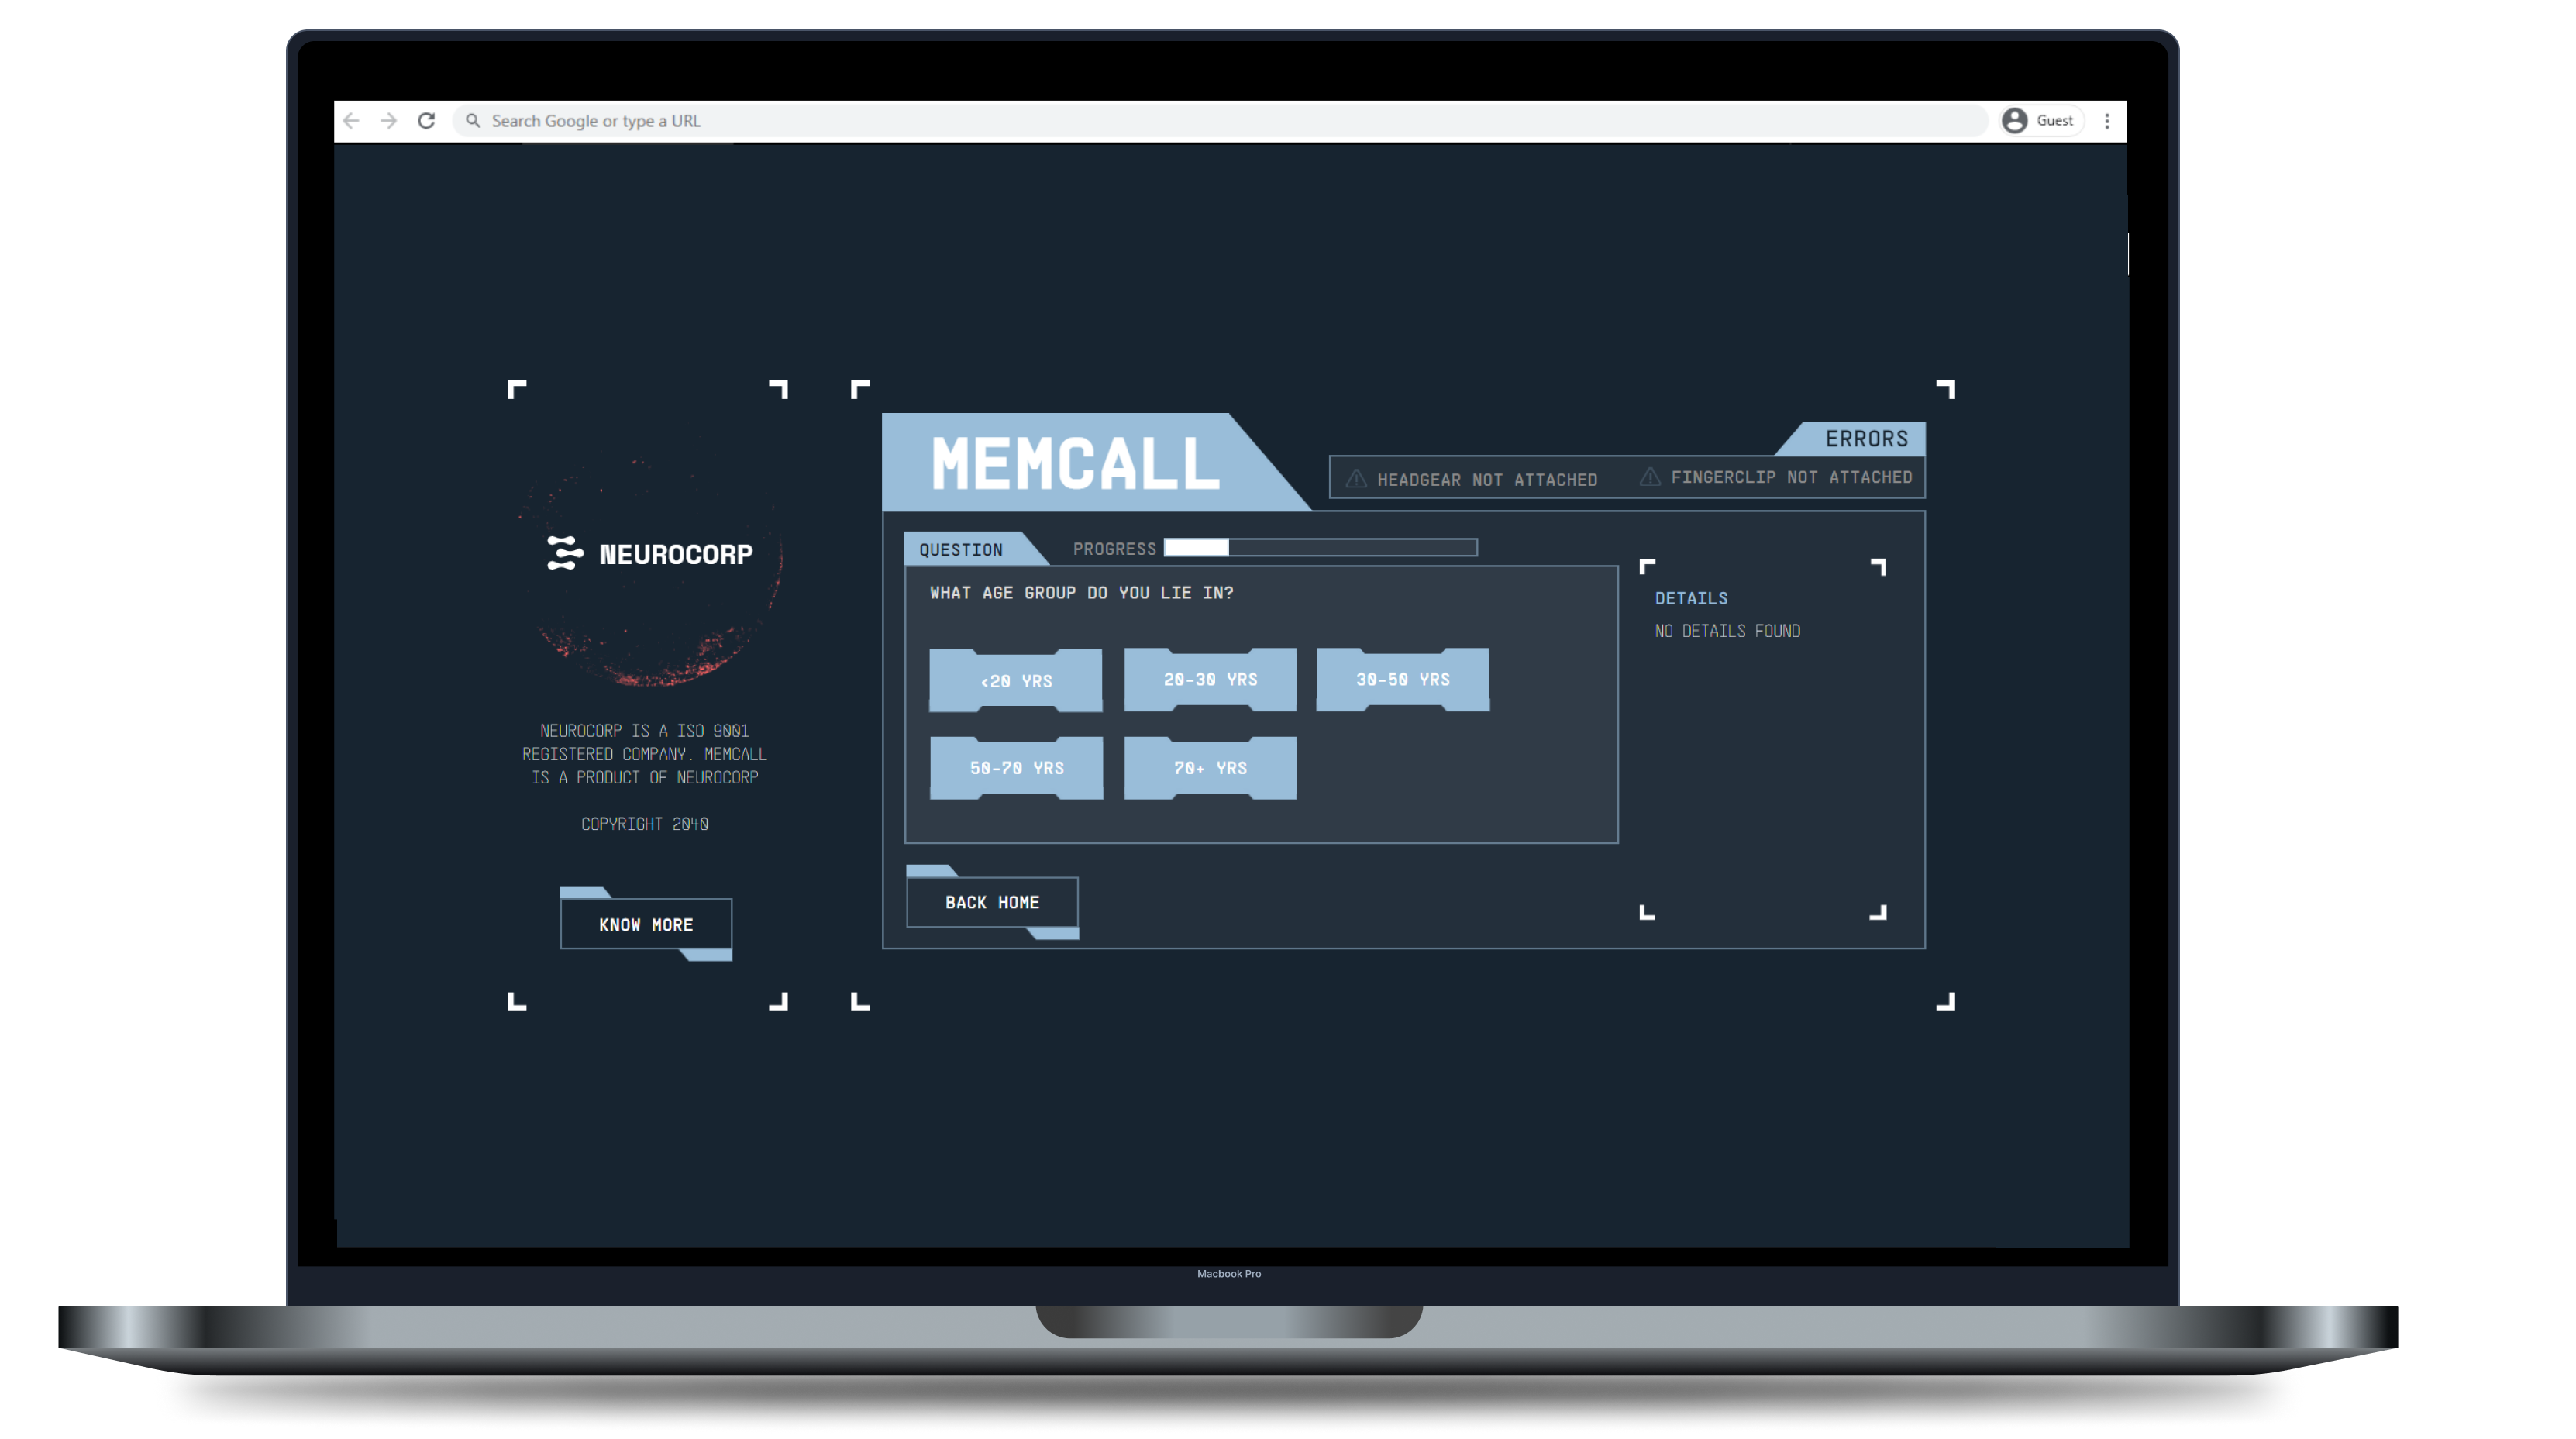 Search Google or type a URL
Guest
NEUROCORP
NEUROCORP IS A ISO 9001
REGISTERED COMPANY. MEMCALL
IS A PRODUCT OF NEUROCORP
COPYRIGHT 2040
KNOW MORE
MEMCALL
ERRORS
HEADGEAR NOT ATTACHED
FINGERCLIP NOT ATTACHED
QUESTION
PROGRESS
WHAT AGE GROUP DO YOU LIE IN?
<20 YRS
20-30 YRS
30-50 YRS
50-70 YRS
70+ YRS
DETAILS
NO DETAILS FOUND
BACK HOME
Macbook Pro